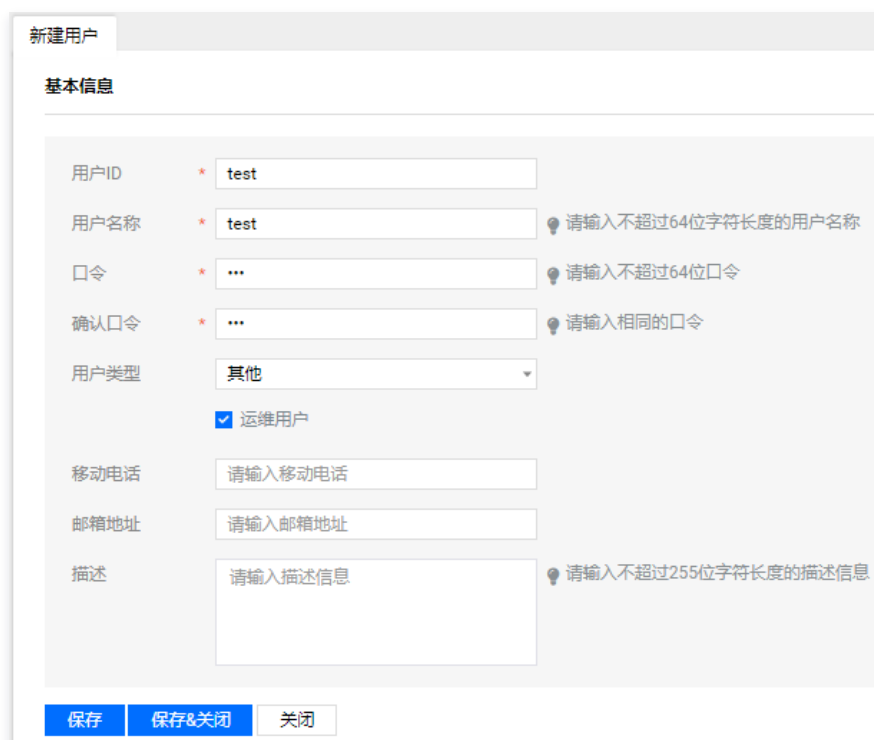 新建用户
基本信息
用户ID * test
用户名称 * test 请输入不超过64位字符长度的用户名称
口令 * ••• 请输入不超过64位口令
确认口令 * ••• 请输入相同的口令
用户类型 其他
运维用户
移动电话 请输入移动电话
邮箱地址 请输入邮箱地址
描述 请输入描述信息 请输入不超过255位字符长度的描述信息
保存 保存&关闭 关闭